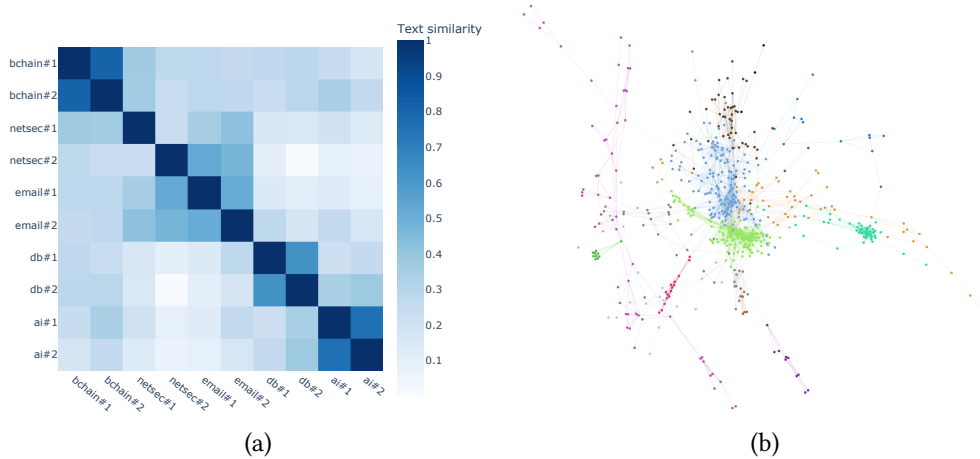 Text similarity
bchain#1
bchain#2
netsec#1
netsec#2
email#1
email#2
db#1
db#2
ai#1
ai#2
1
0.9
0.8
0.7
0.6
0.5
0.4
0.3
0.2
0.1
bchain#1 bchain#2 netsec#1 netsec#2 email#1 email#2 db#1 db#2 ai#1 ai#2
(a) (b)